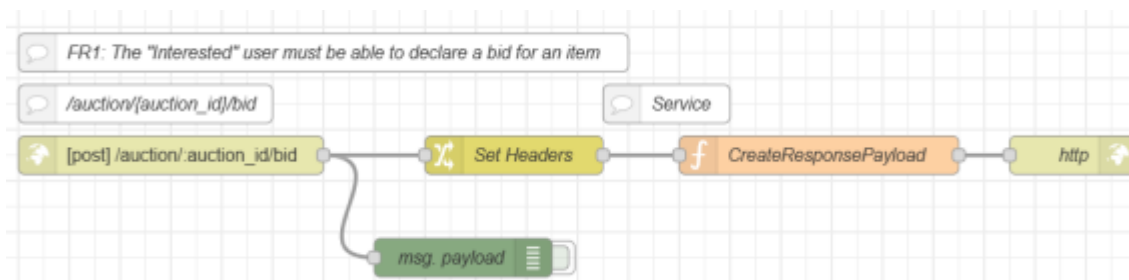 FR1: The "Interested" user must be able to declare a bid for an item
/auction/{auction_id}/bid
Service
[post] /auction/:auction_id/bid
Set Headers
CreateResponsePayload
http
msg. payload